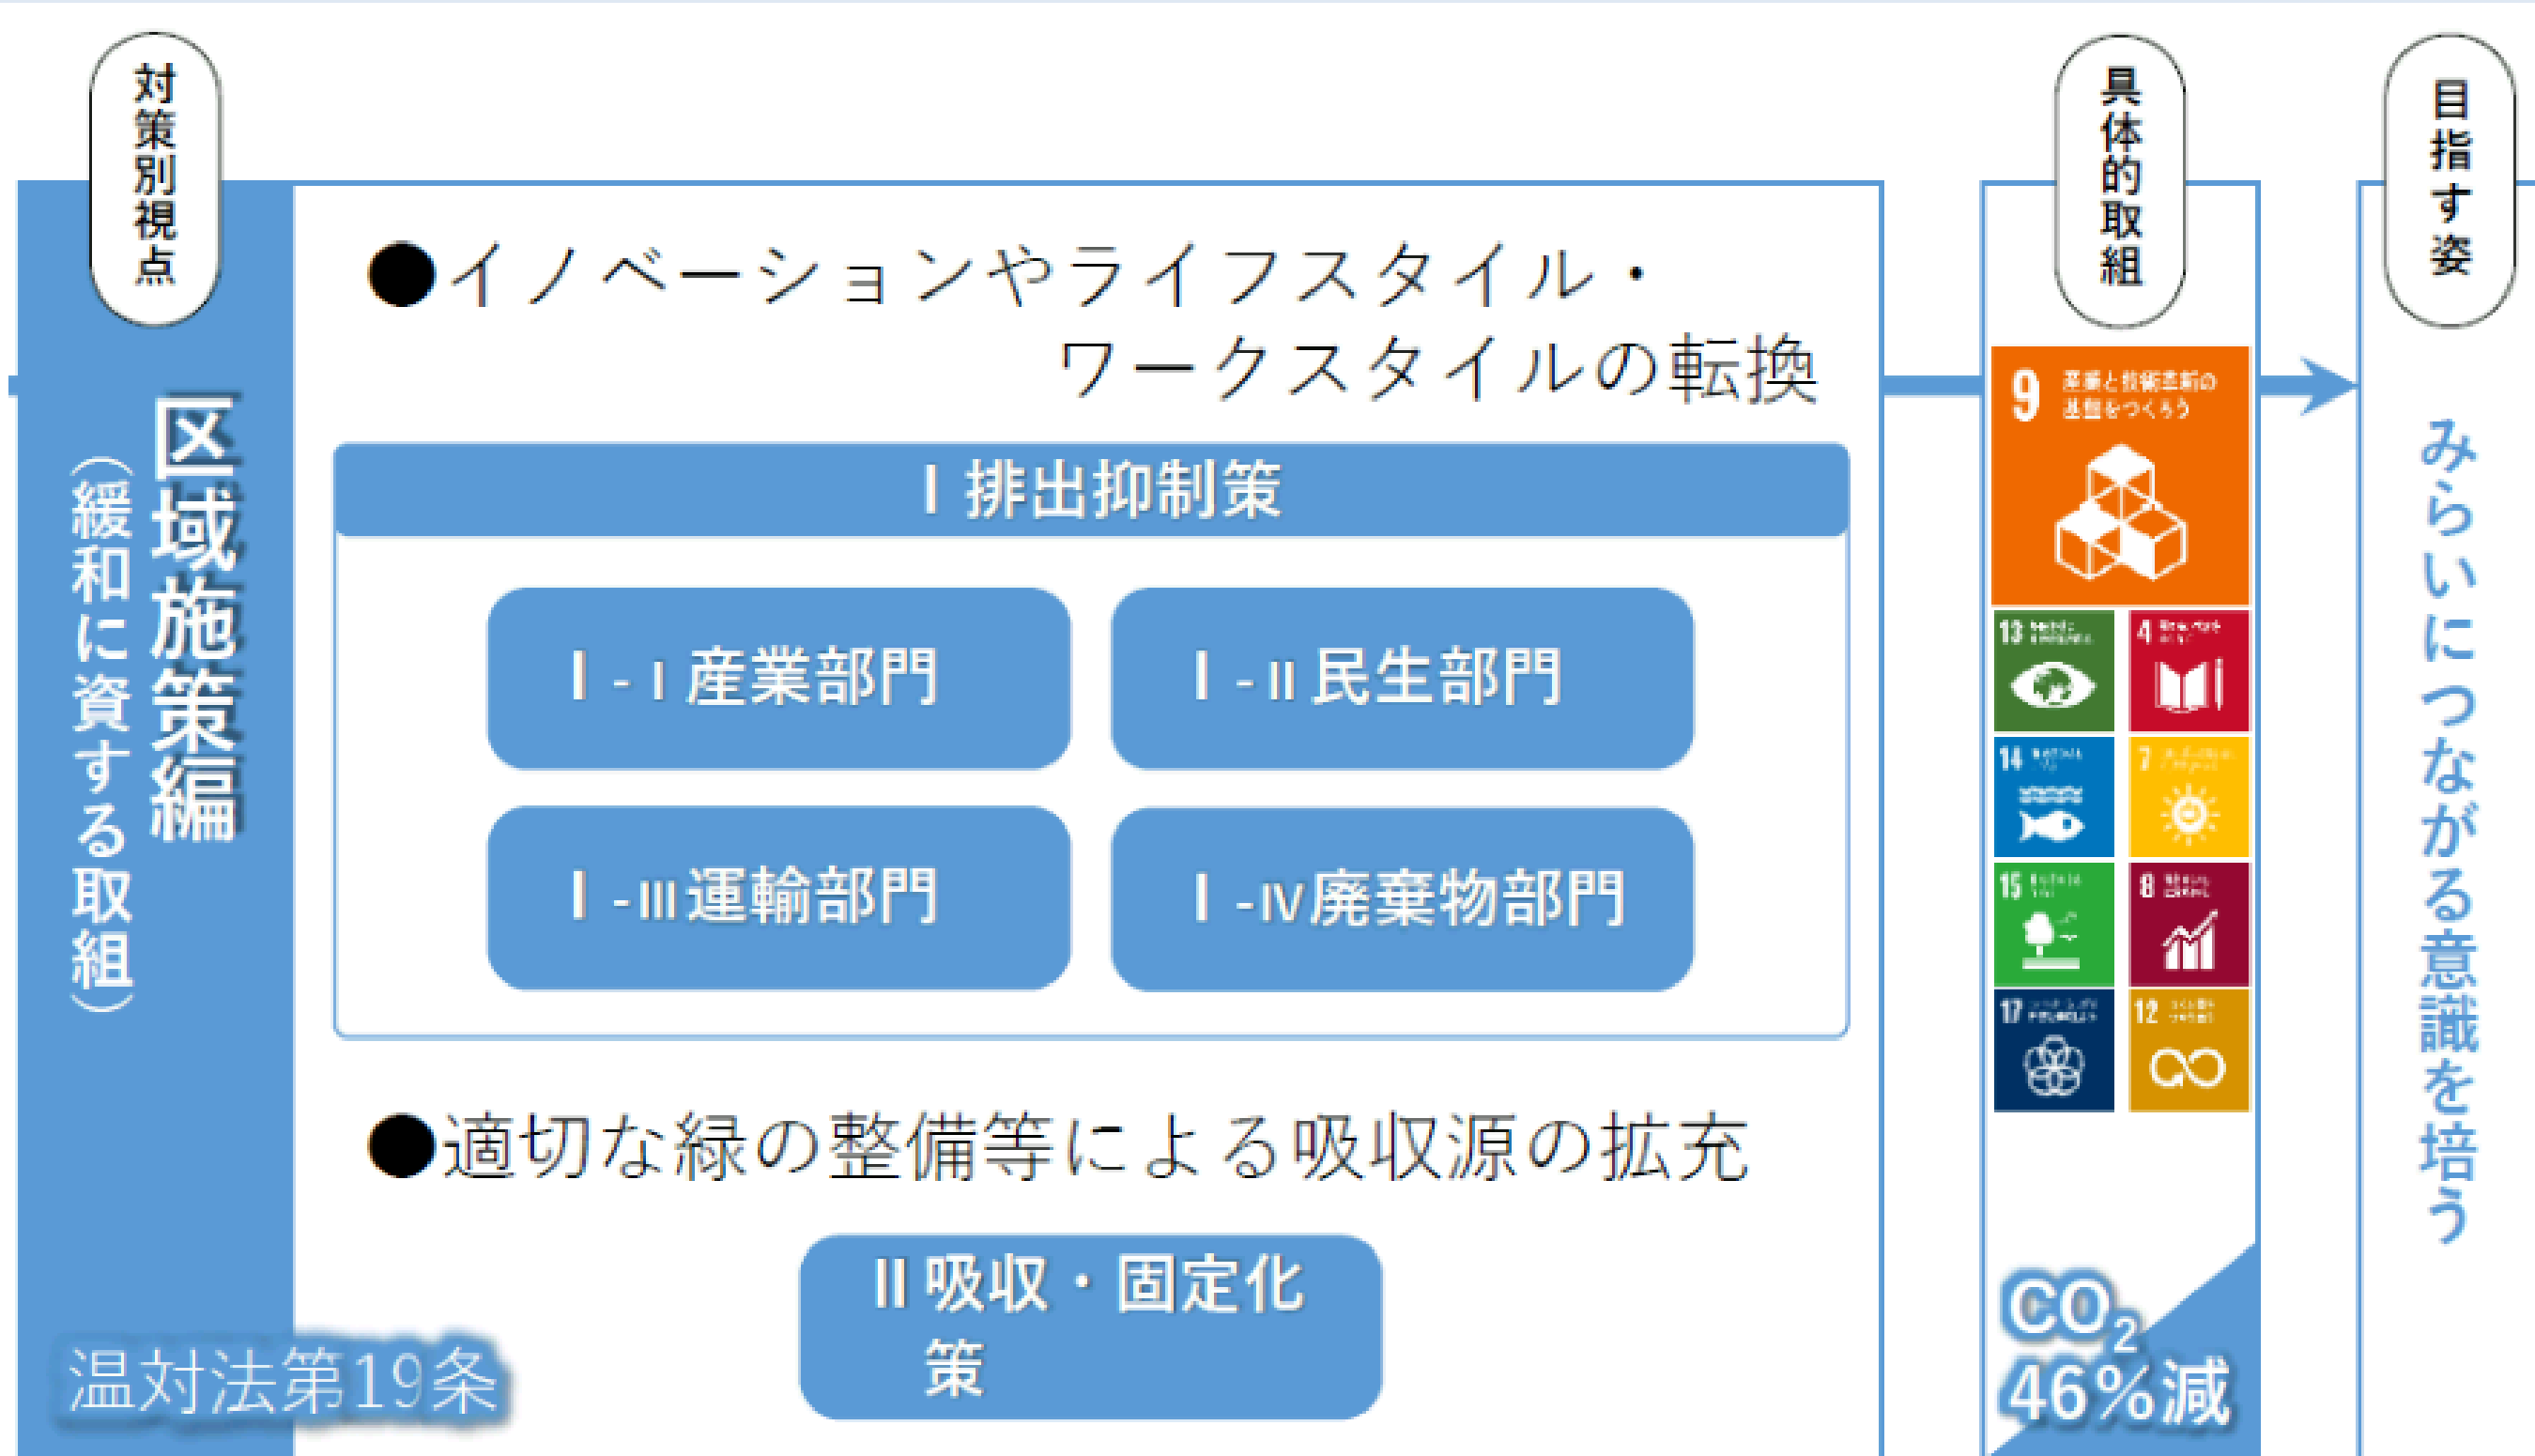 対策別視点
区域施策編
（緩和に資する取組）
温対法第19条
●イノベーションやライフスタイル・
ワークスタイルの転換
Ⅰ 排出抑制策
Ⅰ-Ⅰ産業部門
Ⅰ-Ⅱ民生部門
Ⅰ-Ⅲ運輸部門
Ⅰ-Ⅳ廃棄物部門
●適切な緑の整備等による吸収源の拡充
Ⅱ吸収・固定化
策
具体的取組
9 産業と技術革新の
基盤をつくろう
13
4
14
7
15
8
17
12
CO₂
46%減
目指す姿
みらいにつながる意識を培う